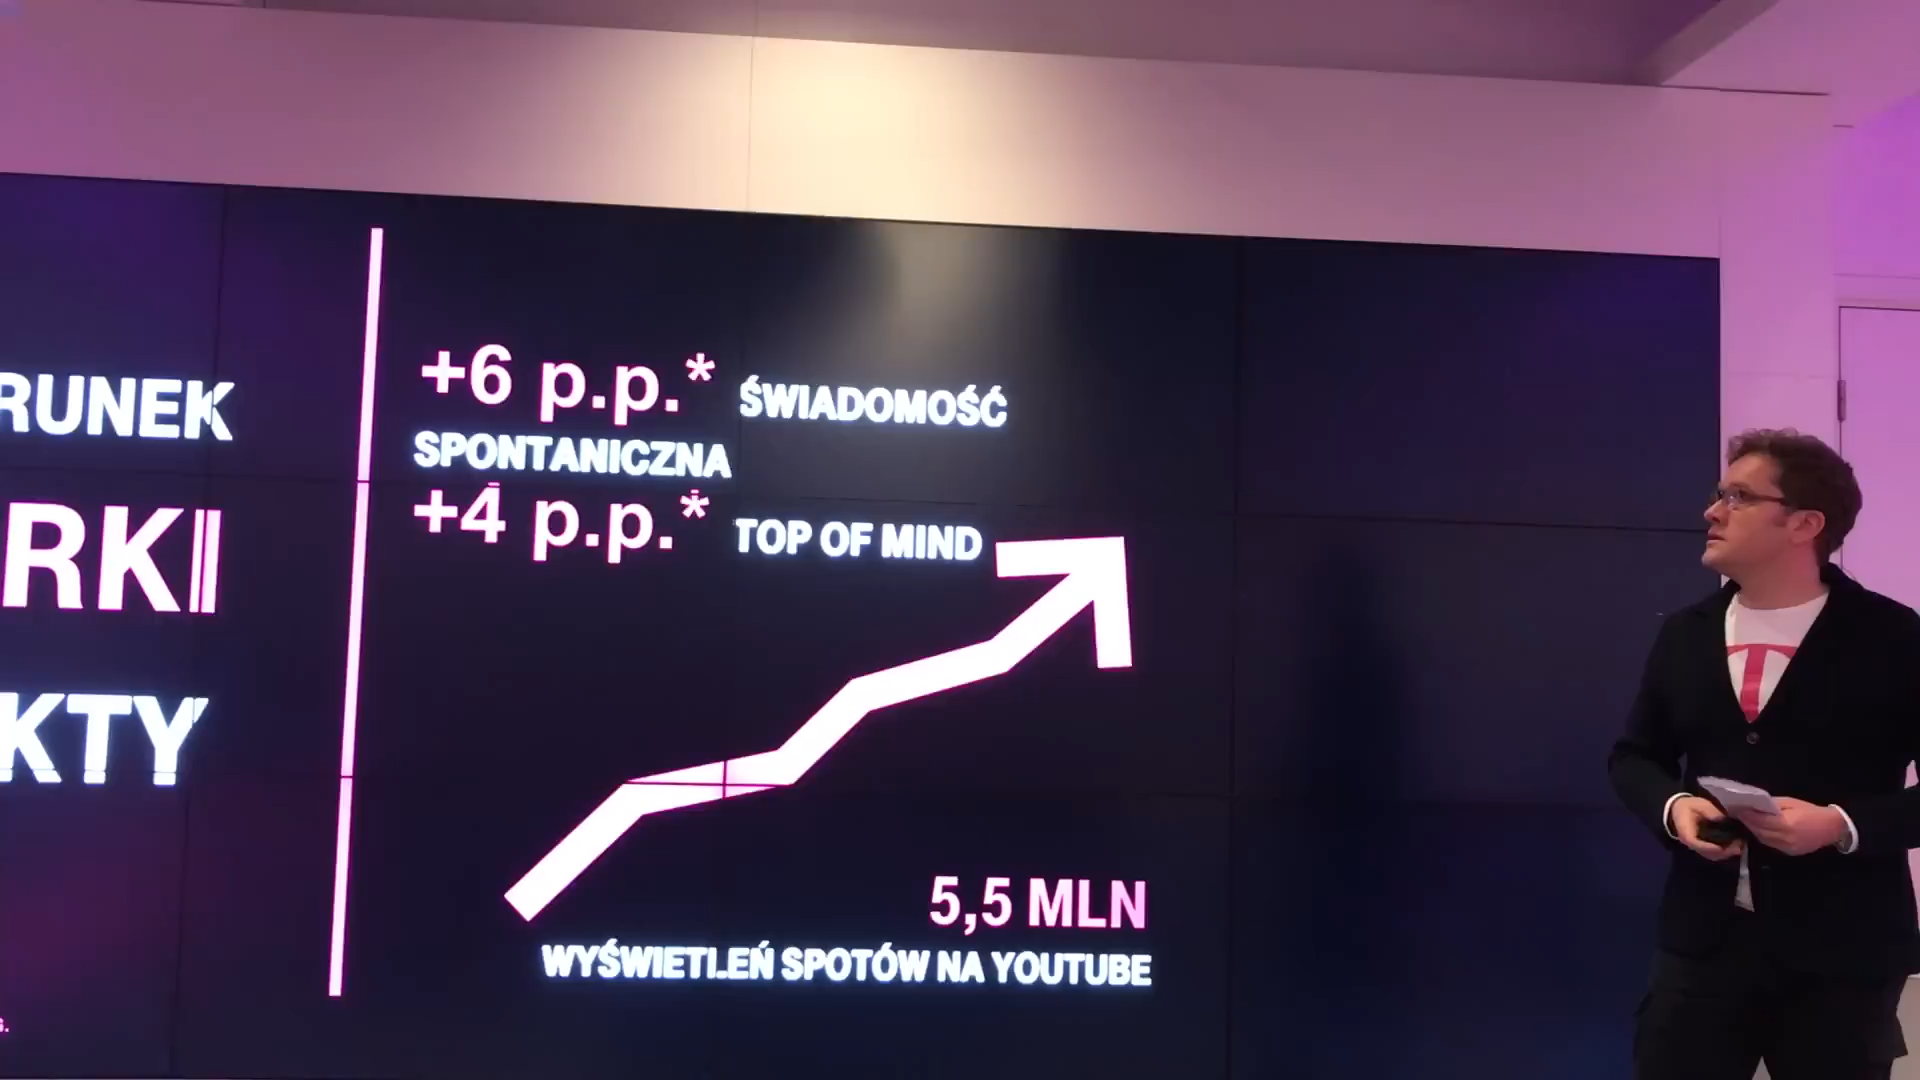 RUNEK
RKI
KTY
+6 p.p.* ŚWIADOMOŚĆ
SPONTANICZNA
+4 p.p.* TOP OF MIND
5,5 MLN
WYŚWIETLEŃ SPOTÓW NA YOUTUBE
T